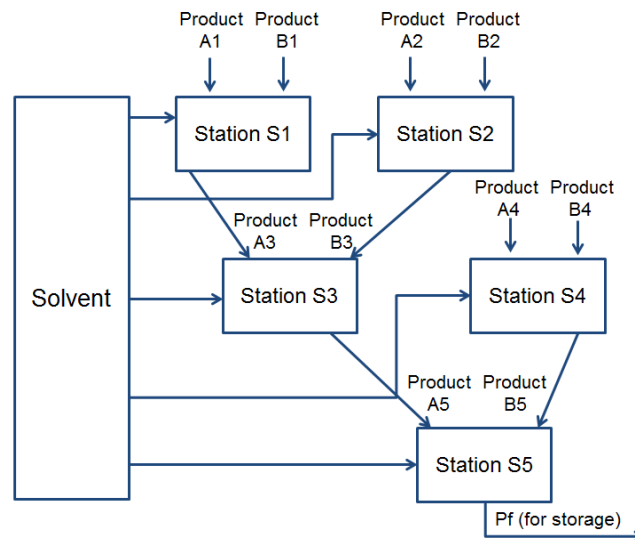 Product
A1
Product
B1
Product
A2
Product
B2
Station S1
Station S2
Product
A4
Product
B4
Product
A3
Product
B3
Solvent
Station S3
Station S4
Product
A5
Product
B5
Station S5
Pf (for storage)